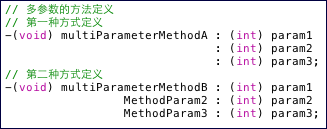 // 多参数的方法定义
// 第一种方式定义
-(void) multiParameterMethodA : (int) param1
: (int) param2
: (int) param3;
// 第二种方式定义
-(void) multiParameterMethodB : (int) param1
MethodParam2 : (int) param2
MethodParam3 : (int) param3;